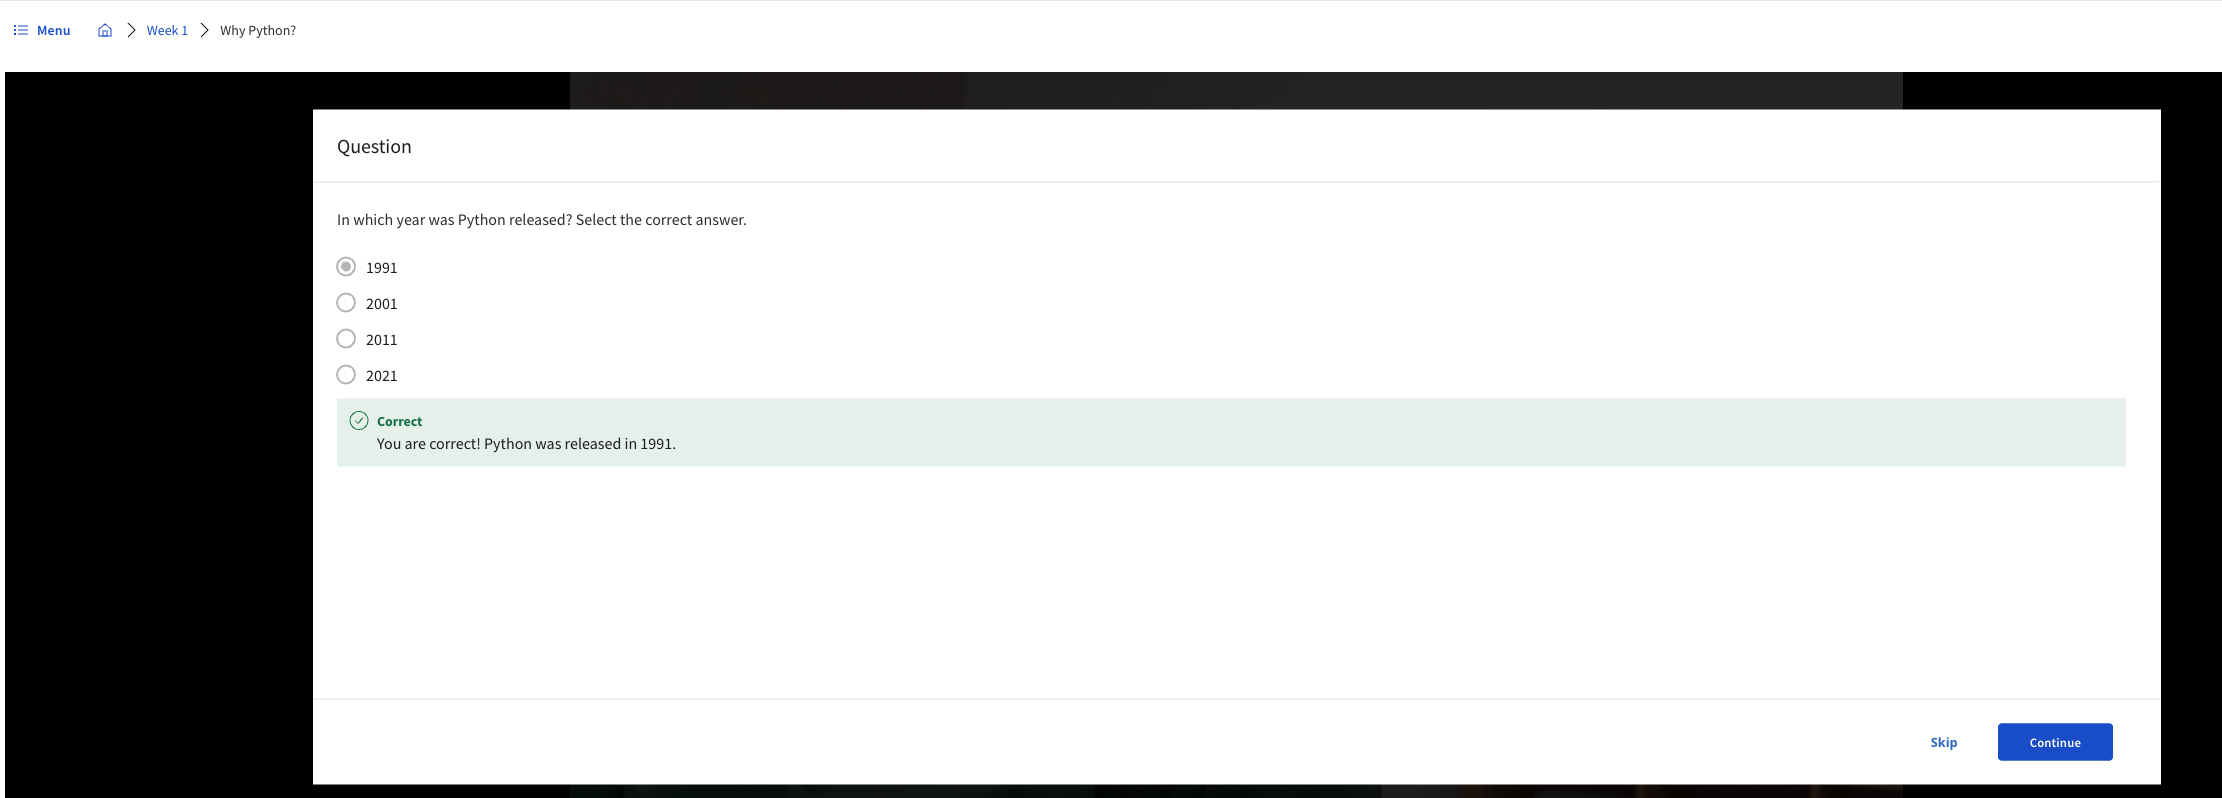 Menu Week 1 Why Python?
Question
In which year was Python released? Select the correct answer.
1991
2001
2011
2021
Correct
You are correct! Python was released in 1991.
Skip Continue